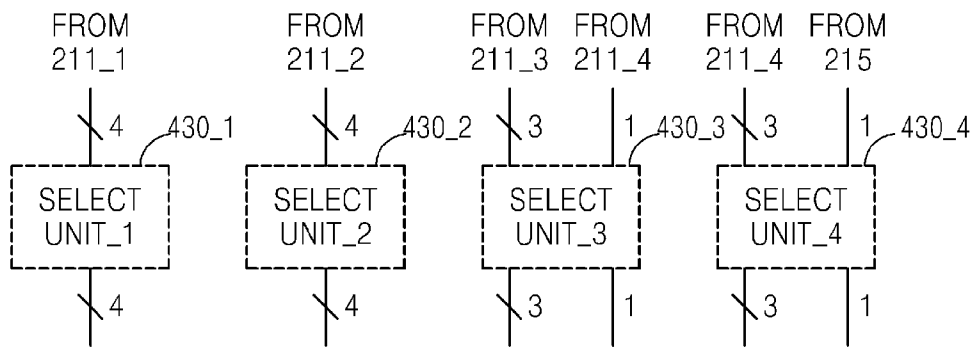 FROM FROM FROM FROM FROM FROM
211_1 211_2 211_3 211_4 211_4 215
4 430_1 4 430_2 3 1 430_3 3 1 430_4
SELECT SELECT SELECT SELECT
UNIT_1 UNIT_2 UNIT_3 UNIT_4
4 4 3 1 3 1